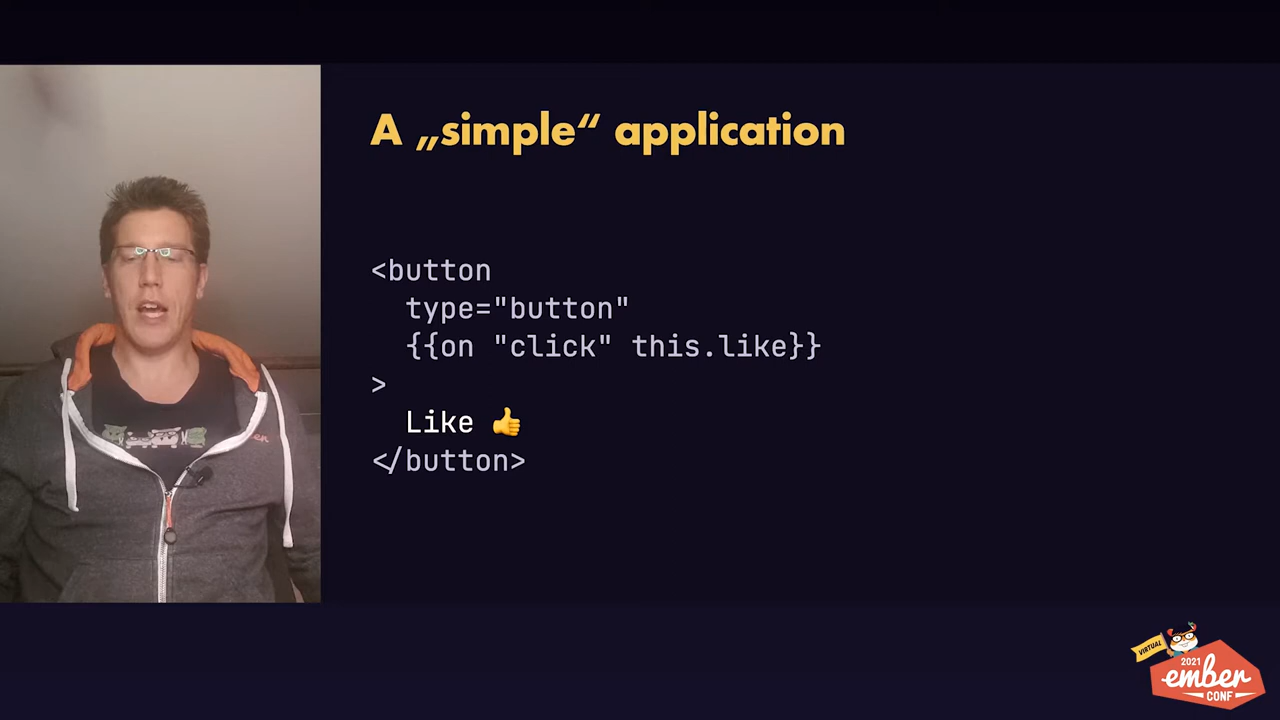 A „simple“ application
<button
type="button"
{{on "click" this.like}}
>
Like 👍
</button>
VIRTUAL
2021
ember
CONF